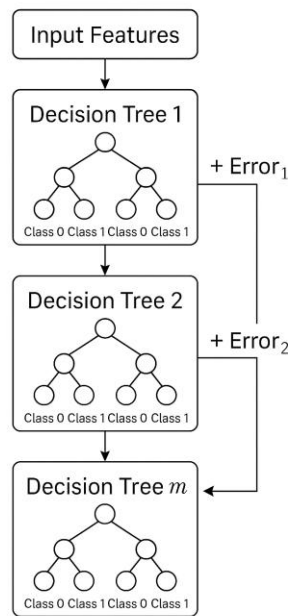 Input Features
Decision Tree 1
+ Error₁
Class 0 Class 1 Class 0 Class 1
Decision Tree 2
+ Error₂
Class 0 Class 1 Class 0 Class 1
Decision Tree m
Class 0 Class 1 Class 0 Class 1